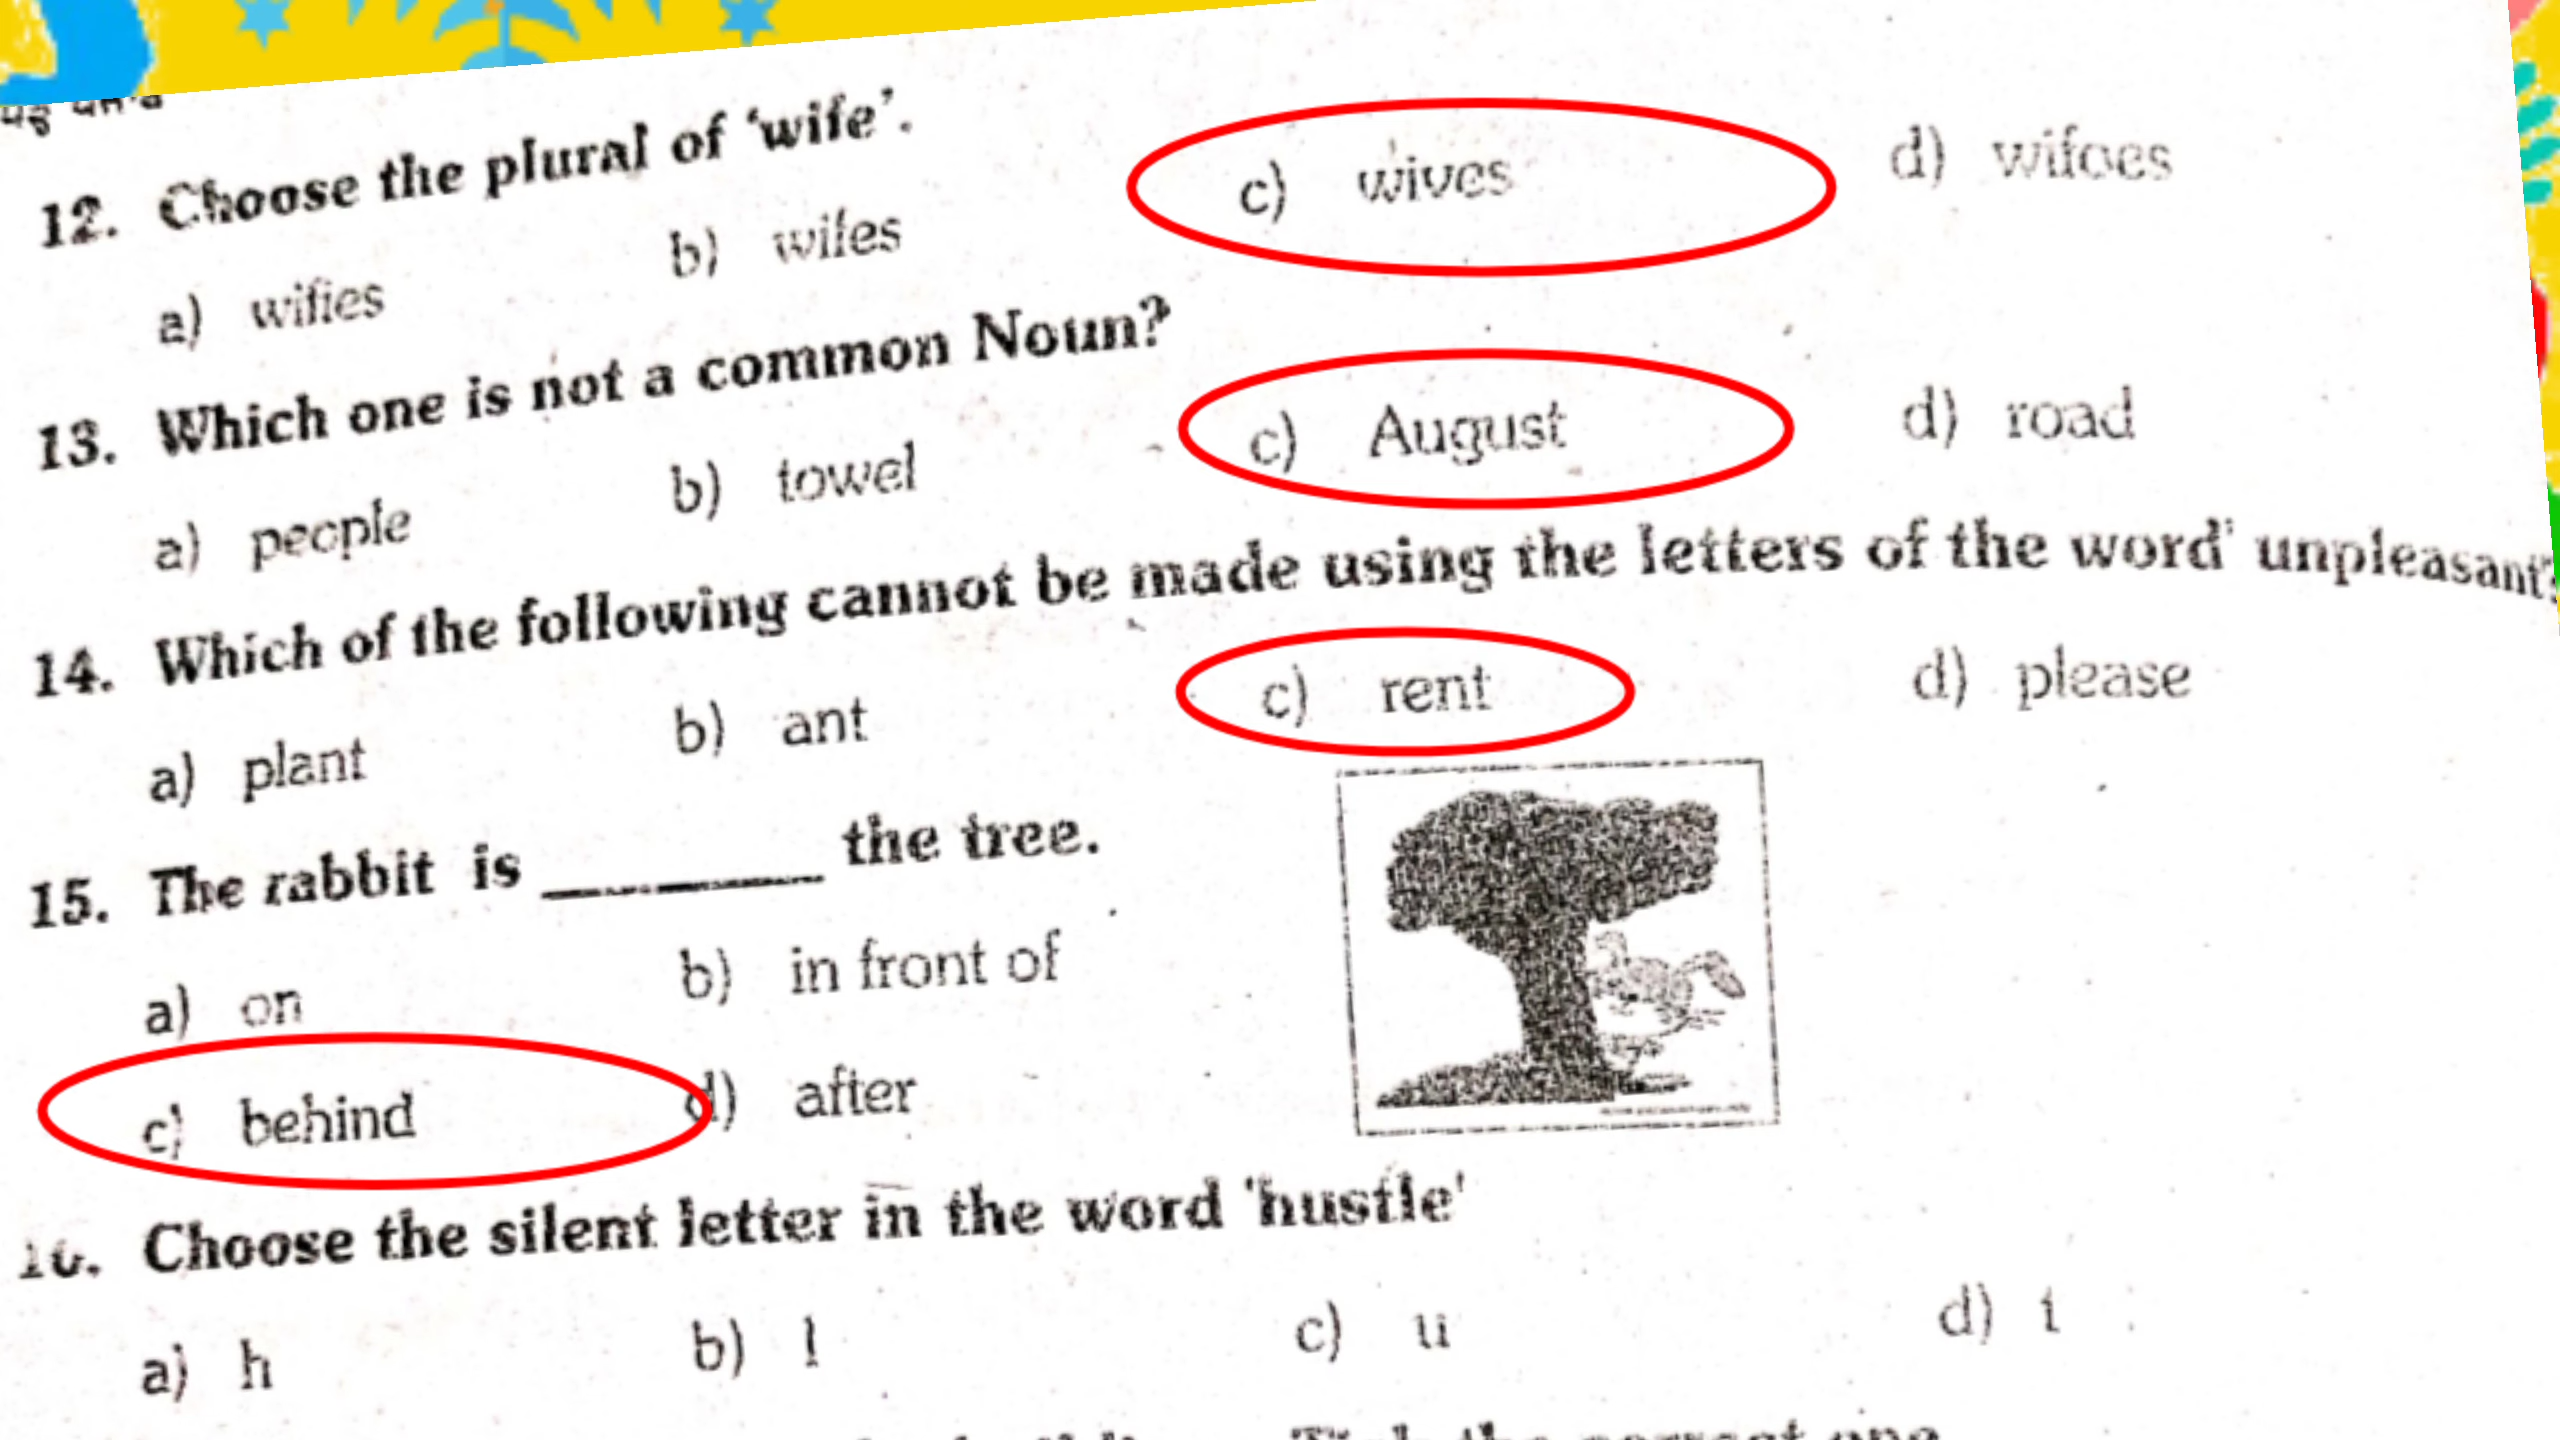 12. Choose the plural of 'wife'.
a) wifies b) wifes c) wives d) wifoes
13. Which one is not a common Noun?
a) people b) towel c) August d) road
14. Which of the following cannot be made using the letters of the word' unpleasant'?
a) plant b) ant c) rent d) please
15. The rabbit is ________ the tree.
a) on b) in front of
c) behind d) after
16. Choose the silent letter in the word 'hustle'
a) h b) l c) u d) t